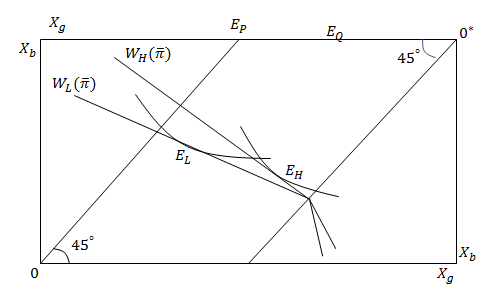 X_g
E_P
E_Q
0*
X_b
W_H(π̅)
45°
W_L(π̅)
E_L
E_H
45°
X_b
0
X_g